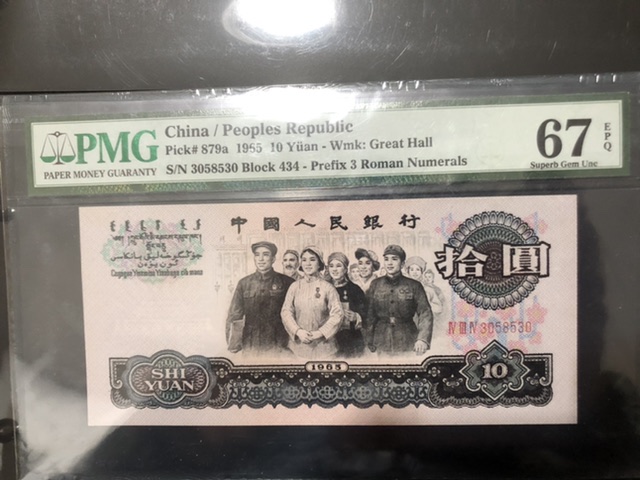 PMG
PAPER MONEY GUARANTY
China / Peoples Republic
Pick# 879a 1955 10 Yüan - Wmk: Great Hall
S/N 3058530 Block 434 - Prefix 3 Roman Numerals
67 EPQ
Superb Gem Unc
中國人民銀行
拾圓
Ⅳ Ⅲ Ⅳ 3058530
1965
SHI
YUAN
10